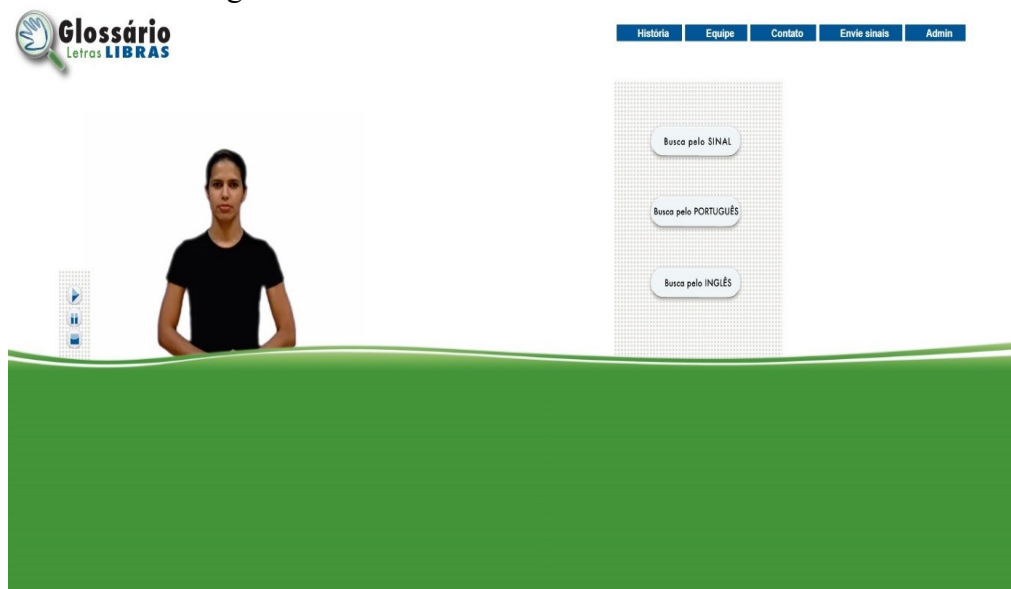 Glossário
Letras LIBRAS
História Equipe Contato Envie sinais Admin
Busca pelo SINAL
Busca pelo PORTUGUÊS
Busca pelo INGLÊS